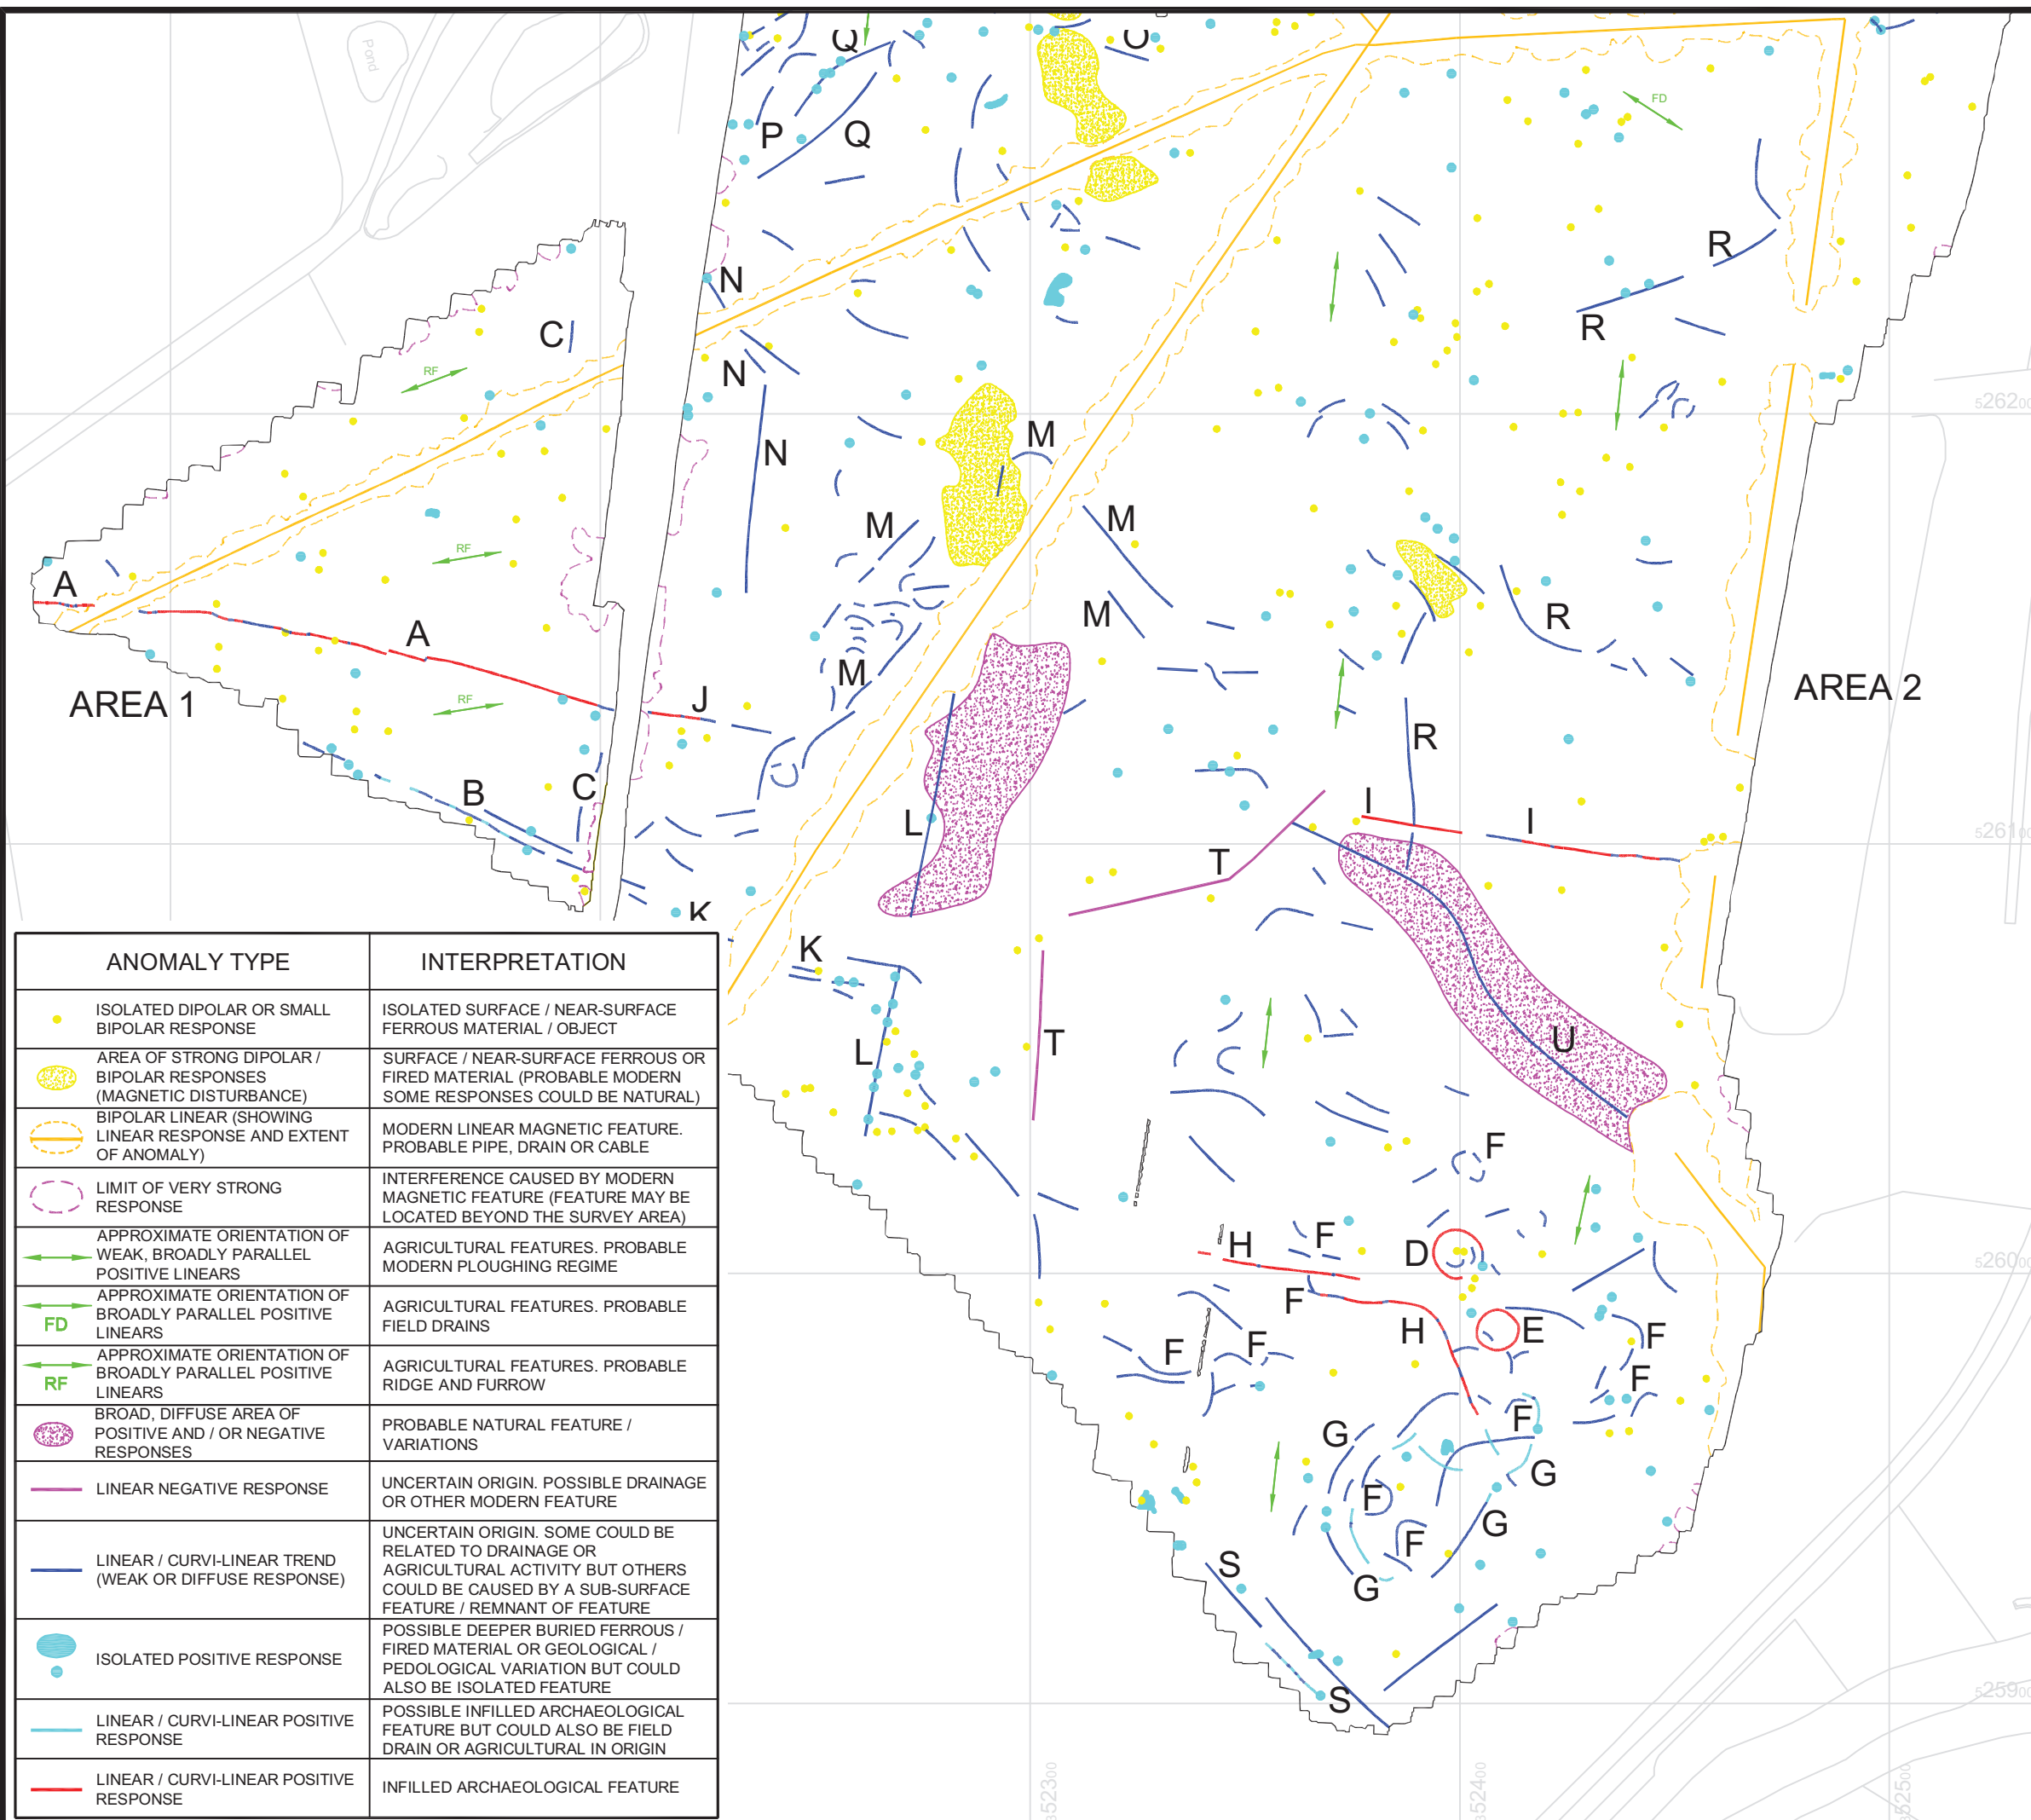 Pond
Q
O
FD
P
Q
R
N
C
R
RF
N
526200
M
N
M
M
RF
A
M
R
A
M
RF
J
AREA 1
AREA 2
R
C
B
I
I
L
526100
T
K
K
T
L
U
F
H
F
D
526000
F
H
E
F
F
F
F
F
G
G
F
G
F
S
G
S
525900
352300
352400
352500
ANOMALY TYPE
INTERPRETATION
ISOLATED DIPOLAR OR SMALL
BIPOLAR RESPONSE
ISOLATED SURFACE / NEAR-SURFACE
FERROUS MATERIAL / OBJECT
AREA OF STRONG DIPOLAR /
BIPOLAR RESPONSES
(MAGNETIC DISTURBANCE)
SURFACE / NEAR-SURFACE FERROUS OR
FIRED MATERIAL (PROBABLE MODERN
SOME RESPONSES COULD BE NATURAL)
BIPOLAR LINEAR (SHOWING
LINEAR RESPONSE AND EXTENT
OF ANOMALY)
MODERN LINEAR MAGNETIC FEATURE.
PROBABLE PIPE, DRAIN OR CABLE
LIMIT OF VERY STRONG
RESPONSE
INTERFERENCE CAUSED BY MODERN
MAGNETIC FEATURE (FEATURE MAY BE
LOCATED BEYOND THE SURVEY AREA)
APPROXIMATE ORIENTATION OF
WEAK, BROADLY PARALLEL
POSITIVE LINEARS
AGRICULTURAL FEATURES. PROBABLE
MODERN PLOUGHING REGIME
FD
APPROXIMATE ORIENTATION OF
BROADLY PARALLEL POSITIVE
LINEARS
AGRICULTURAL FEATURES. PROBABLE
FIELD DRAINS
RF
APPROXIMATE ORIENTATION OF
BROADLY PARALLEL POSITIVE
LINEARS
AGRICULTURAL FEATURES. PROBABLE
RIDGE AND FURROW
BROAD, DIFFUSE AREA OF
POSITIVE AND / OR NEGATIVE
RESPONSES
PROBABLE NATURAL FEATURE /
VARIATIONS
LINEAR NEGATIVE RESPONSE
UNCERTAIN ORIGIN. POSSIBLE DRAINAGE
OR OTHER MODERN FEATURE
LINEAR / CURVI-LINEAR TREND
(WEAK OR DIFFUSE RESPONSE)
UNCERTAIN ORIGIN. SOME COULD BE
RELATED TO DRAINAGE OR
AGRICULTURAL ACTIVITY BUT OTHERS
COULD BE CAUSED BY A SUB-SURFACE
FEATURE / REMNANT OF FEATURE
ISOLATED POSITIVE RESPONSE
POSSIBLE DEEPER BURIED FERROUS /
FIRED MATERIAL OR GEOLOGICAL /
PEDOLOGICAL VARIATION BUT COULD
ALSO BE ISOLATED FEATURE
LINEAR / CURVI-LINEAR POSITIVE
RESPONSE
POSSIBLE INFILLED ARCHAEOLOGICAL
FEATURE BUT COULD ALSO BE FIELD
DRAIN OR AGRICULTURAL IN ORIGIN
LINEAR / CURVI-LINEAR POSITIVE
RESPONSE
INFILLED ARCHAEOLOGICAL FEATURE